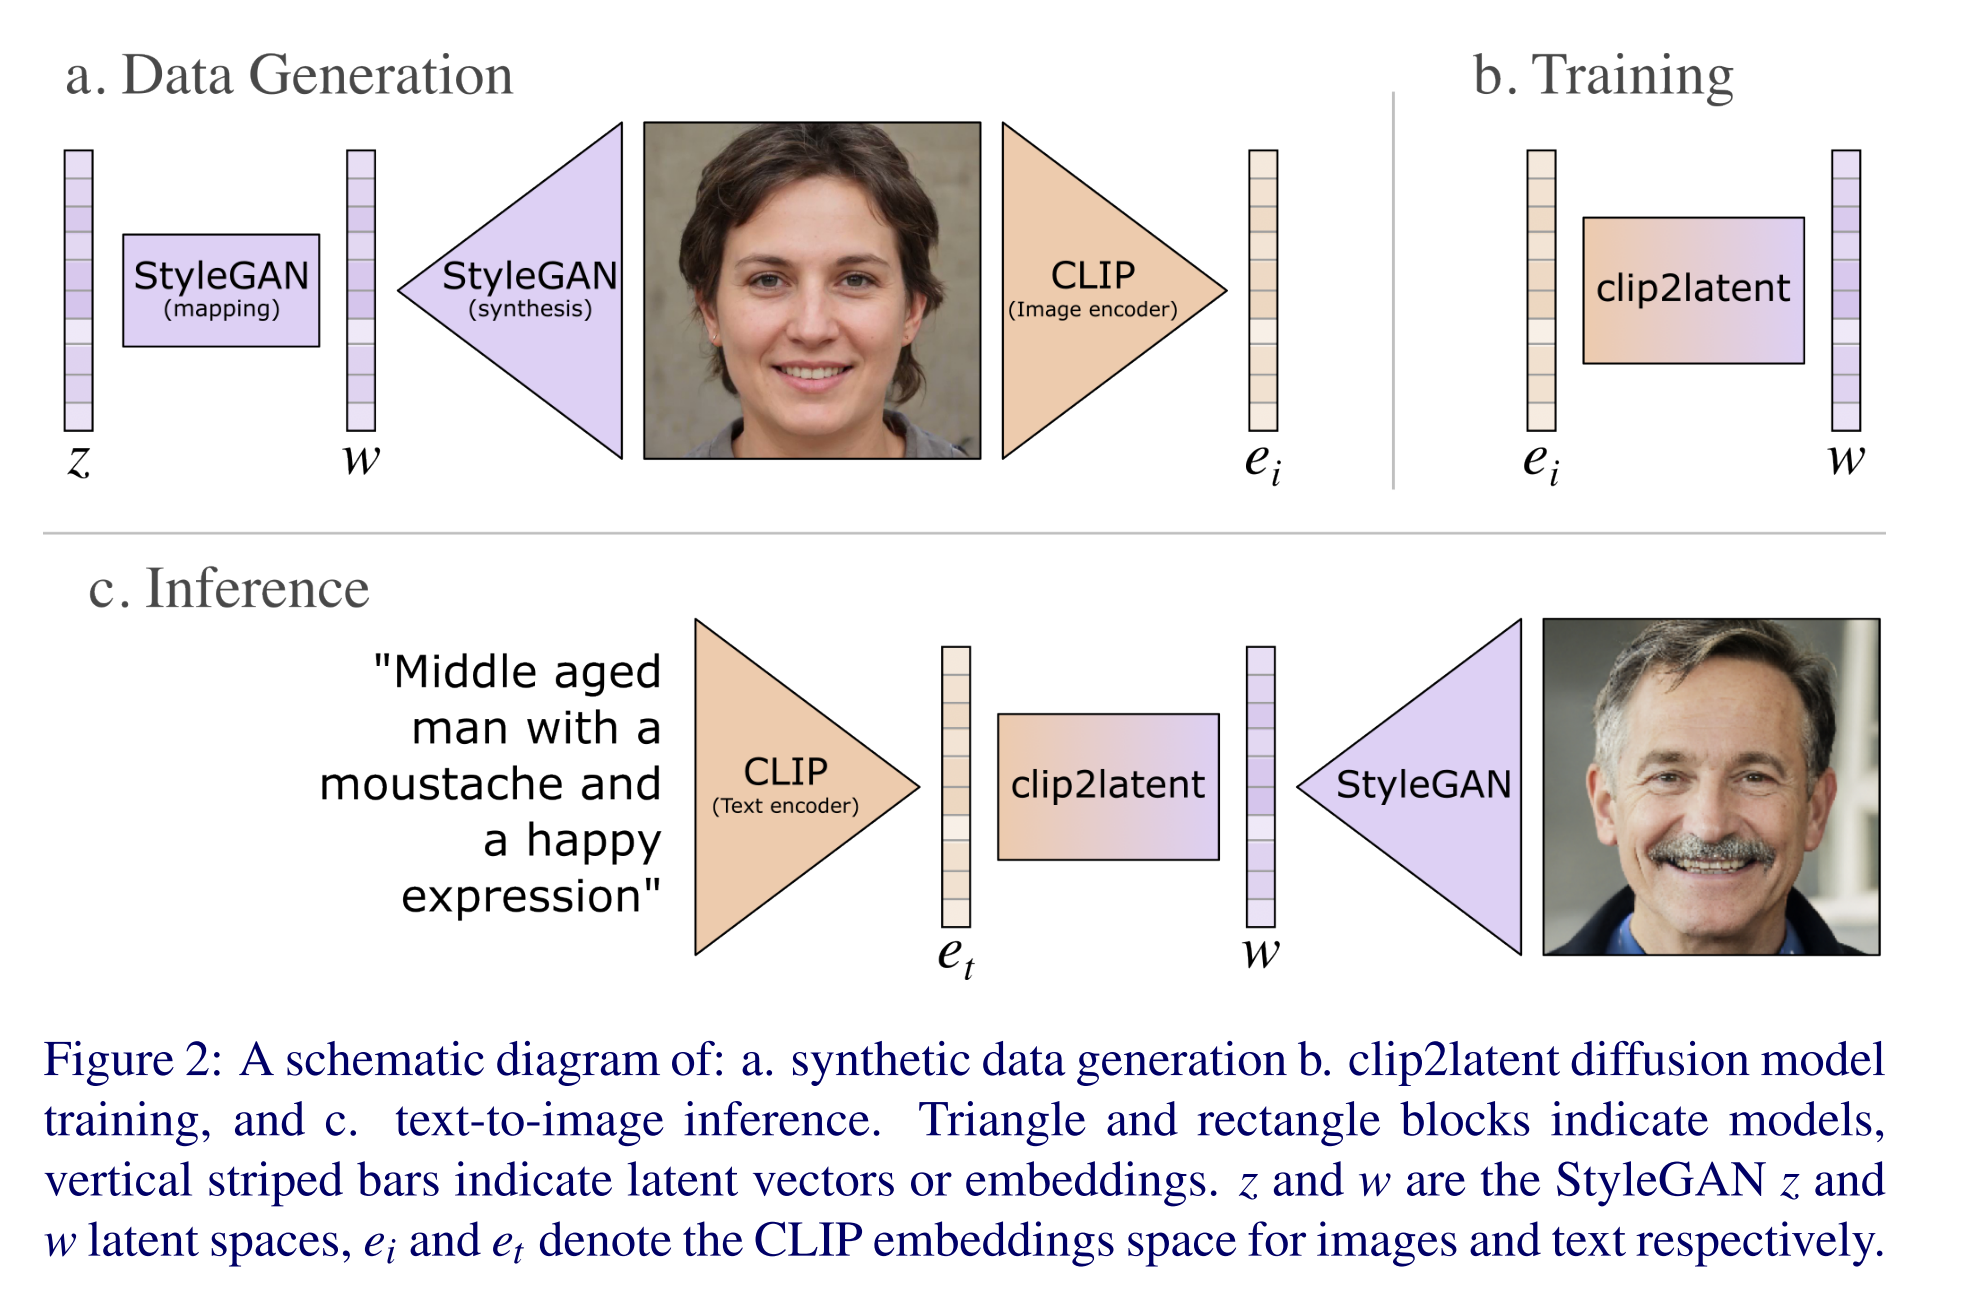 a. Data Generation
b. Training
StyleGAN
(mapping)
StyleGAN
(synthesis)
CLIP
(Image encoder)
clip2latent
z
w
e_i
e_i
w
c. Inference
"Middle aged
man with a
moustache and
a happy
expression"
CLIP
(Text encoder)
clip2latent
StyleGAN
e_t
w
Figure 2: A schematic diagram of: a. synthetic data generation b. clip2latent diffusion model
training, and c. text-to-image inference. Triangle and rectangle blocks indicate models,
vertical striped bars indicate latent vectors or embeddings. z and w are the StyleGAN z and
w latent spaces, e_i and e_t denote the CLIP embeddings space for images and text respectively.